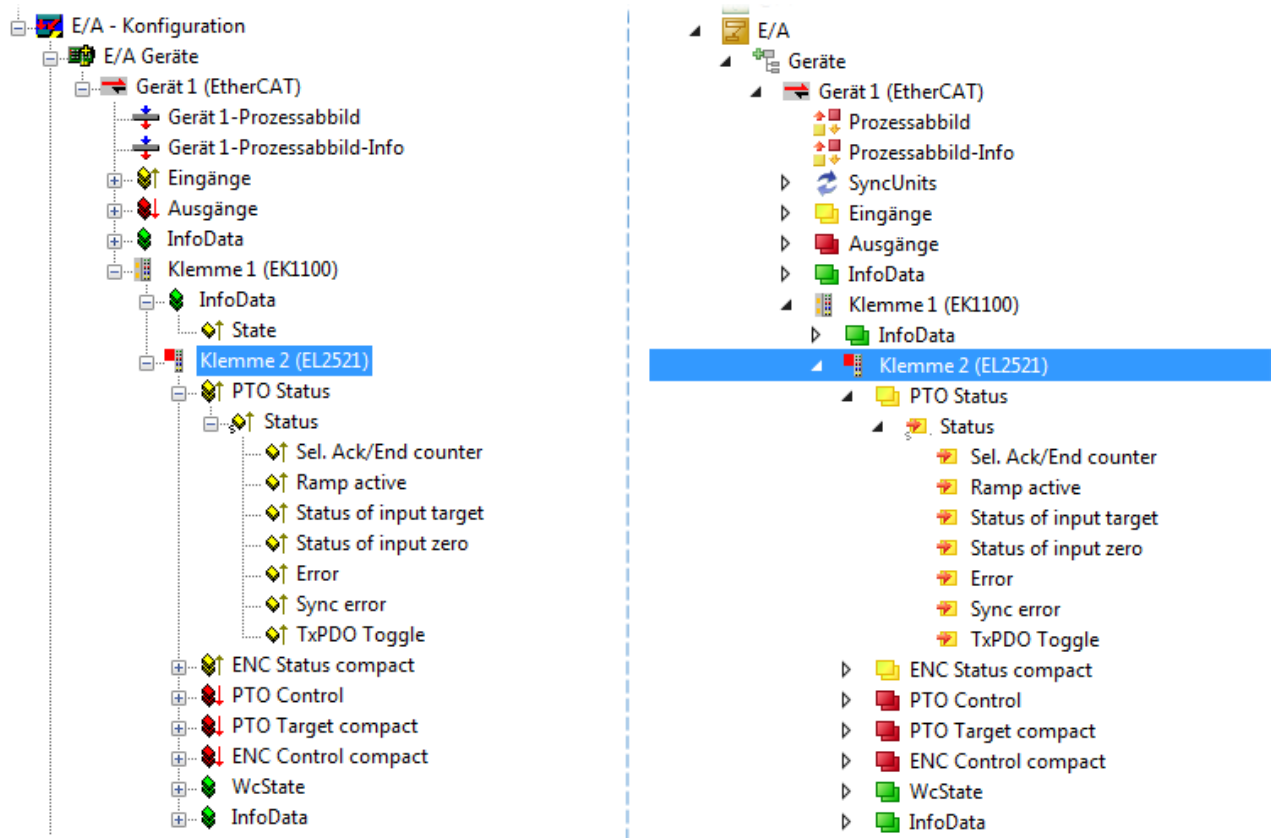 E/A - Konfiguration
E/A Geräte
Gerät 1 (EtherCAT)
Gerät 1-Prozessabbild
Gerät 1-Prozessabbild-Info
Eingänge
Ausgänge
InfoData
Klemme 1 (EK1100)
InfoData
State
Klemme 2 (EL2521)
PTO Status
Status
Sel. Ack/End counter
Ramp active
Status of input target
Status of input zero
Error
Sync error
TxPDO Toggle
ENC Status compact
PTO Control
PTO Target compact
ENC Control compact
WcState
InfoData
E/A
Geräte
Gerät 1 (EtherCAT)
Prozessabbild
Prozessabbild-Info
SyncUnits
Eingänge
Ausgänge
InfoData
Klemme 1 (EK1100)
InfoData
Klemme 2 (EL2521)
PTO Status
Status
Sel. Ack/End counter
Ramp active
Status of input target
Status of input zero
Error
Sync error
TxPDO Toggle
ENC Status compact
PTO Control
PTO Target compact
ENC Control compact
WcState
InfoData